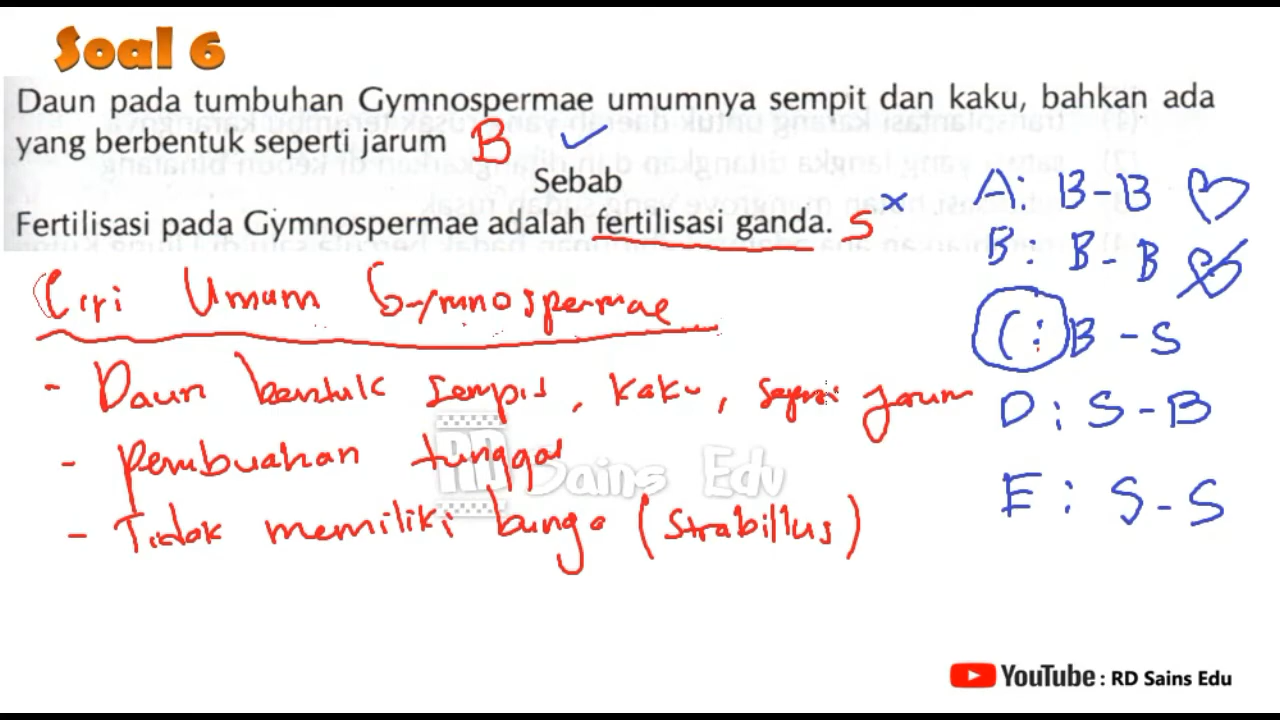 Soal 6
Daun pada tumbuhan Gymnospermae umumnya sempit dan kaku, bahkan ada
yang berbentuk seperti jarum B
Sebab
Fertilisasi pada Gymnospermae adalah fertilisasi ganda. S x
Ciri Umum Gymnospermae
- Daun bentuk sempit, kaku, seperti jarum
- Pembuahan tunggal
- Tidak memiliki bunga (Strabillus)
A: B-B
B: B-B
C: B-S
D: S-B
E: S-S
RD Sains Edu
YouTube : RD Sains Edu